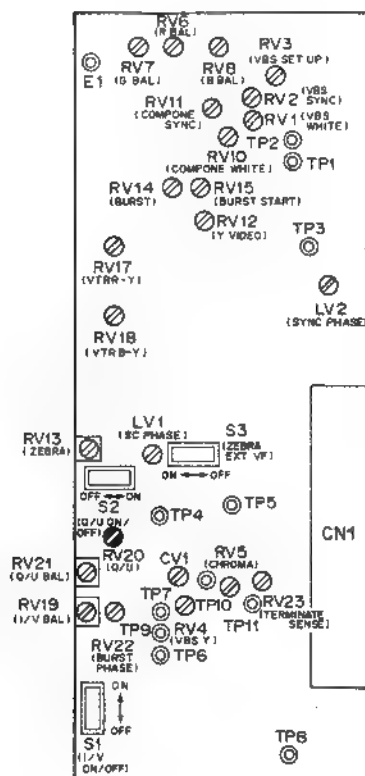 RV6
(R BAL)
RV7
(G BAL)
RV8
(B BAL)
RV3
(VBS SET UP)
E1
RV11
(COMPONE
SYNC)
RV2 (VBS
SYNC)
RV1 (VBS
WHITE)
TP2
TP1
RV10
(COMPONE WHITE)
RV14
(BURST)
RV15
(BURST START)
RV12
(Y VIDEO)
TP3
RV17
(VTRR-Y)
LV2
(SYNC PHASE)
RV18
(VTRB-Y)
RV13
(ZEBRA)
LV1
(SC PHASE)
S3
(ZEBRA
EXT VF)
ON OFF
OFF ON
S2
(Q/U ON/
OFF)
TP4
TP5
CN1
RV20
(Q/U)
RV21
(Q/U BAL)
CV1
RV5
(CHROMA)
RV19
(I/V BAL)
TP7
TP10
RV23
(TERMINATE
SENSE)
TP11
TP9
RV4
(VBS Y)
RV22
(BURST
PHASE)
TP6
ON
OFF
S1
(I/V
ON/OFF)
TP8